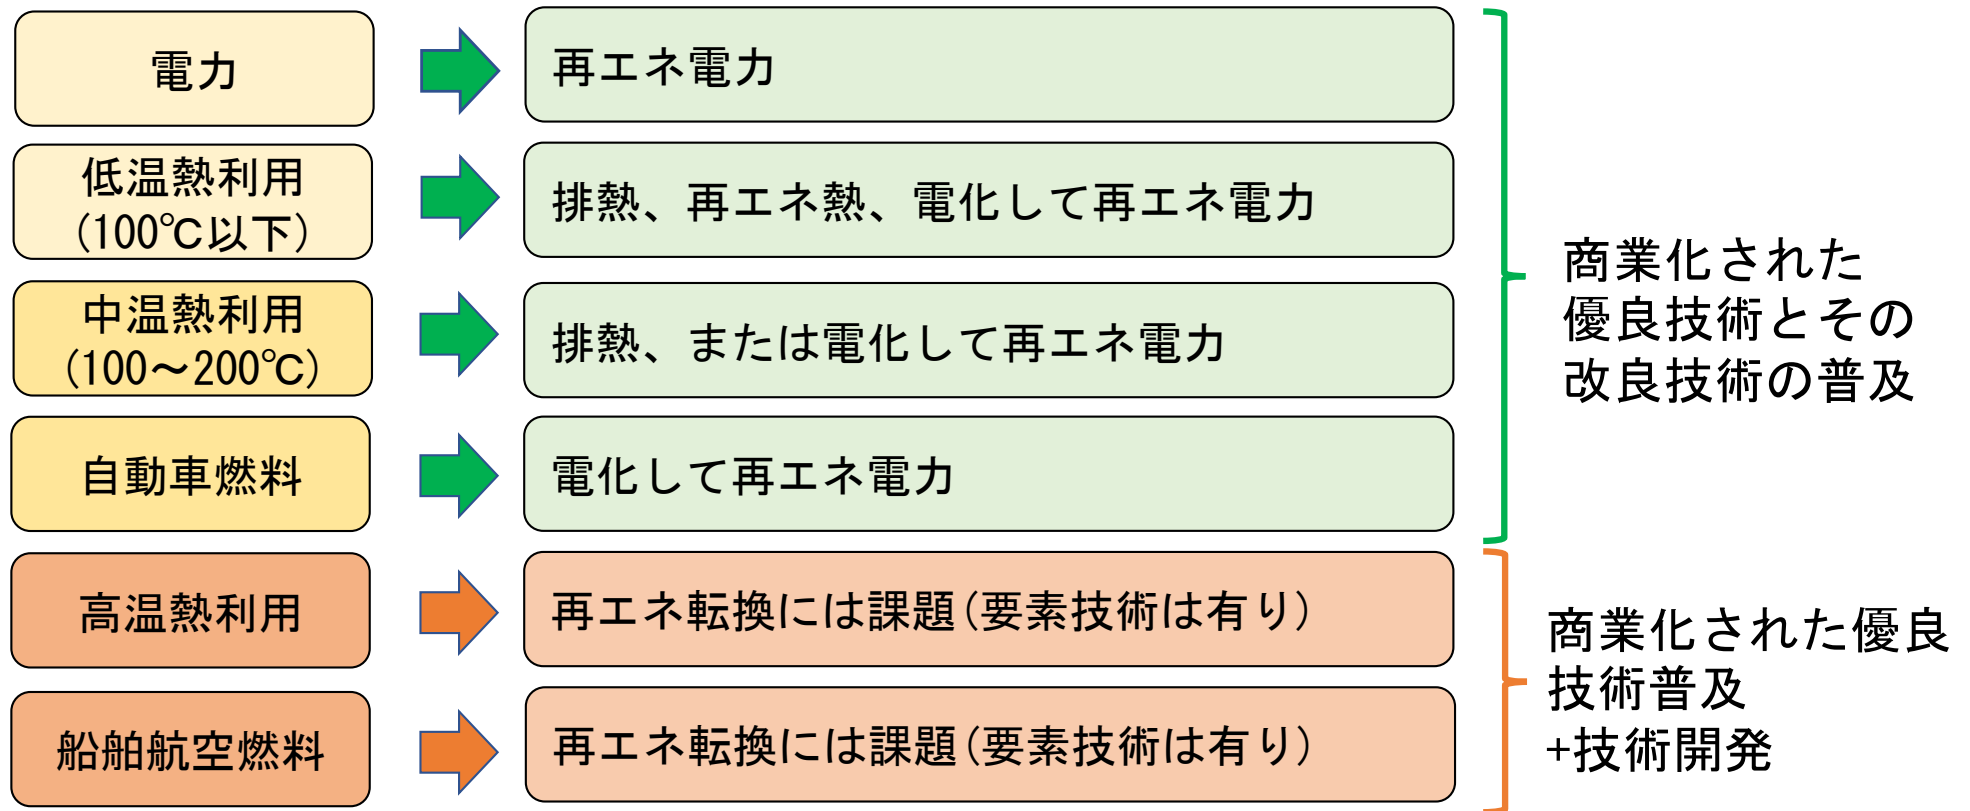 電力
再エネ電力
低温熱利用
(100℃以下)
排熱、再エネ熱、電化して再エネ電力
中温熱利用
(100～200℃)
排熱、または電化して再エネ電力
自動車燃料
電化して再エネ電力
商業化された
優良技術とその
改良技術の普及
高温熱利用
再エネ転換には課題(要素技術は有り)
船舶航空燃料
再エネ転換には課題(要素技術は有り)
商業化された優良
技術普及
+技術開発